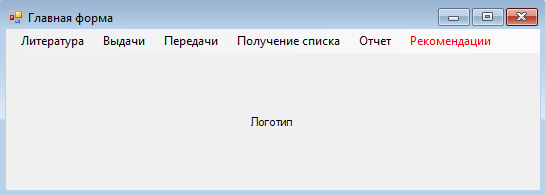 Главная форма
Литература Выдачи Передачи Получение списка Отчет Рекомендации
Логотип